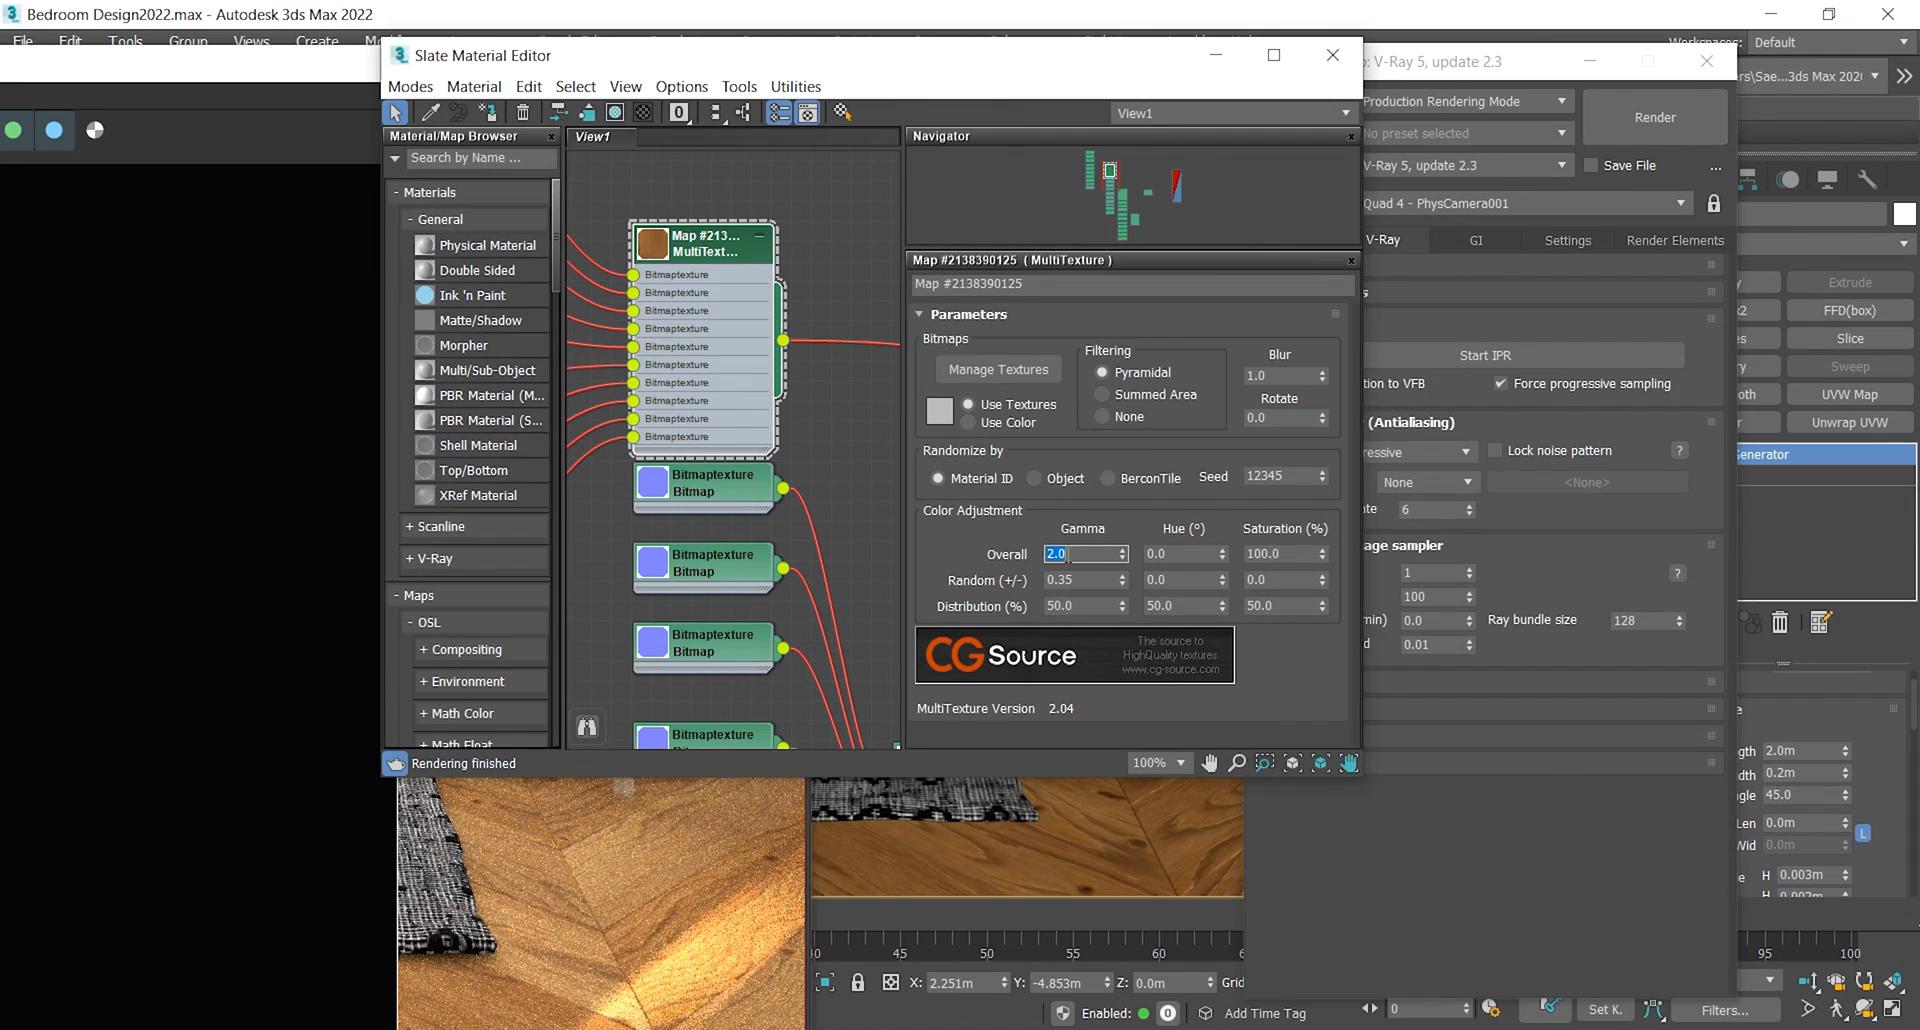 Bedroom Design2022.max - Autodesk 3ds Max 2022
File Edit Tools Group Views Create
Workspaces: Default
Slate Material Editor
V-Ray 5, update 2.3
Modes Material Edit Select View Options Tools Utilities
View1
Production Rendering Mode
Render
No preset selected
V-Ray 5, update 2.3
Save File
...
Quad 4 - PhysCamera001
V-Ray GI Settings Render Elements
Material/Map Browser
Search by Name ...
- Materials
- General
Physical Material
Double Sided
Ink 'n Paint
Matte/Shadow
Morpher
Multi/Sub-Object
PBR Material (M...
PBR Material (S...
Shell Material
Top/Bottom
XRef Material
+ Scanline
+ V-Ray
- Maps
- OSL
+ Compositing
+ Environment
+ Math Color
+ Math Float
View1
Map #213...
MultiText...
Bitmaptexture
Bitmaptexture
Bitmaptexture
Bitmaptexture
Bitmaptexture
Bitmaptexture
Bitmaptexture
Bitmaptexture
Bitmaptexture
Bitmaptexture
Bitmaptexture
Bitmap
Bitmaptexture
Bitmap
Bitmaptexture
Bitmap
Bitmaptexture
Navigator
Map #2138390125 ( MultiTexture )
Map #2138390125
Parameters
Bitmaps
Manage Textures
Use Textures
Use Color
Filtering
Pyramidal
Summed Area
None
Blur
1.0
Rotate
0.0
Randomize by
Material ID Object BerconTile Seed 12345
Color Adjustment
Gamma Hue (º) Saturation (%)
Overall 2.0 0.0 100.0
Random (+/-) 0.35 0.0 0.0
Distribution (%) 50.0 50.0 50.0
CG Source
The source to
HighQuality textures
www.cg-source.com
MultiTexture Version 2.04
Rendering finished
100%
Start IPR
Force progressive sampling
(Antialiasing)
Lock noise pattern
?
None
<None>
6
1
?
100
0.0
Ray bundle size 128
0.01
Extrude
FFD(box)
Slice
Sweep
UVW Map
Unwrap UVW
2.0m
0.2m
45.0
Len 0.0m
L
Wid 0.0m
H 0.003m
45 50 55 60
95 100
X: 2.251m Y: -4.853m Z: 0.0m Grid
Enabled: 0 Add Time Tag
0
Set K.
Filters...